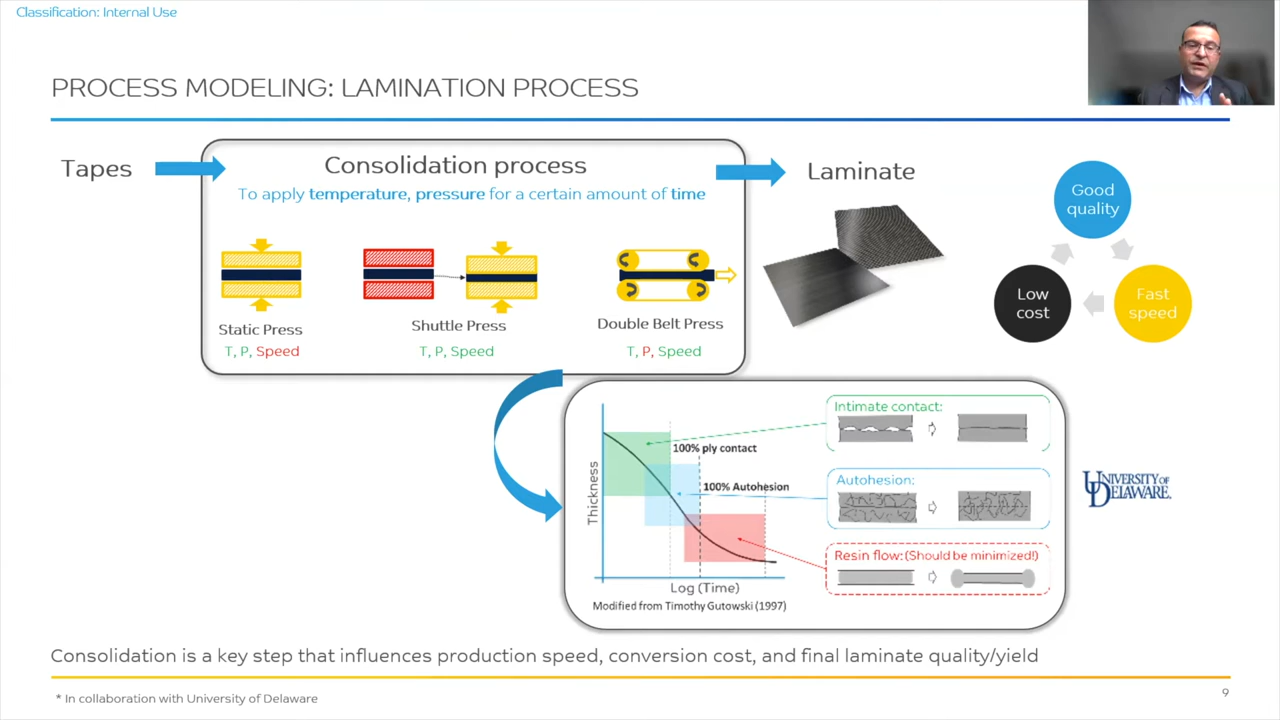 Classification: Internal Use
PROCESS MODELING: LAMINATION PROCESS
Tapes
Consolidation process
To apply temperature, pressure for a certain amount of time
Static Press
T, P, Speed
Shuttle Press
T, P, Speed
Double Belt Press
T, P, Speed
Laminate
Good
quality
Fast
speed
Low
cost
Thickness
100% ply contact
100% Autohesion
Log (Time)
Modified from Timothy Gutowski (1997)
Intimate contact:
Autohesion:
Resin flow: (Should be minimized!)
UNIVERSITY OF
DELAWARE.
Consolidation is a key step that influences production speed, conversion cost, and final laminate quality/yield
* In collaboration with University of Delaware
9